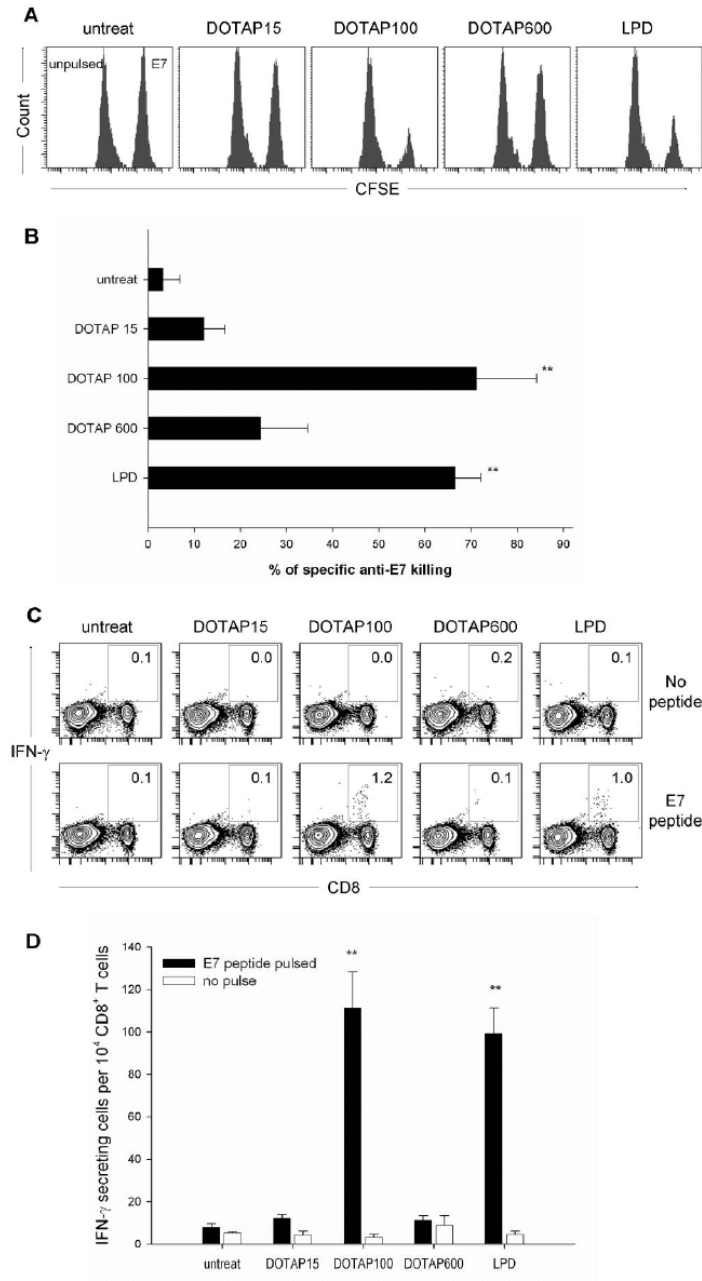 A
untreat DOTAP15 DOTAP100 DOTAP600 LPD
unpulsed E7
Count
CFSE
B
untreat
DOTAP 15
DOTAP 100 **
DOTAP 600
LPD **
0 10 20 30 40 50 60 70 80 90
% of specific anti-E7 killing
C
untreat DOTAP15 DOTAP100 DOTAP600 LPD
0.1 0.0 0.0 0.2 0.1
No
peptide
IFN-γ
0.1 0.1 1.2 0.1 1.0
E7
peptide
CD8
D
IFN-γ secreting cells per 10⁴ CD8⁺ T cells
140
120
100
80
60
40
20
0
E7 peptide pulsed
no pulse
** **
untreat DOTAP15 DOTAP100 DOTAP600 LPD